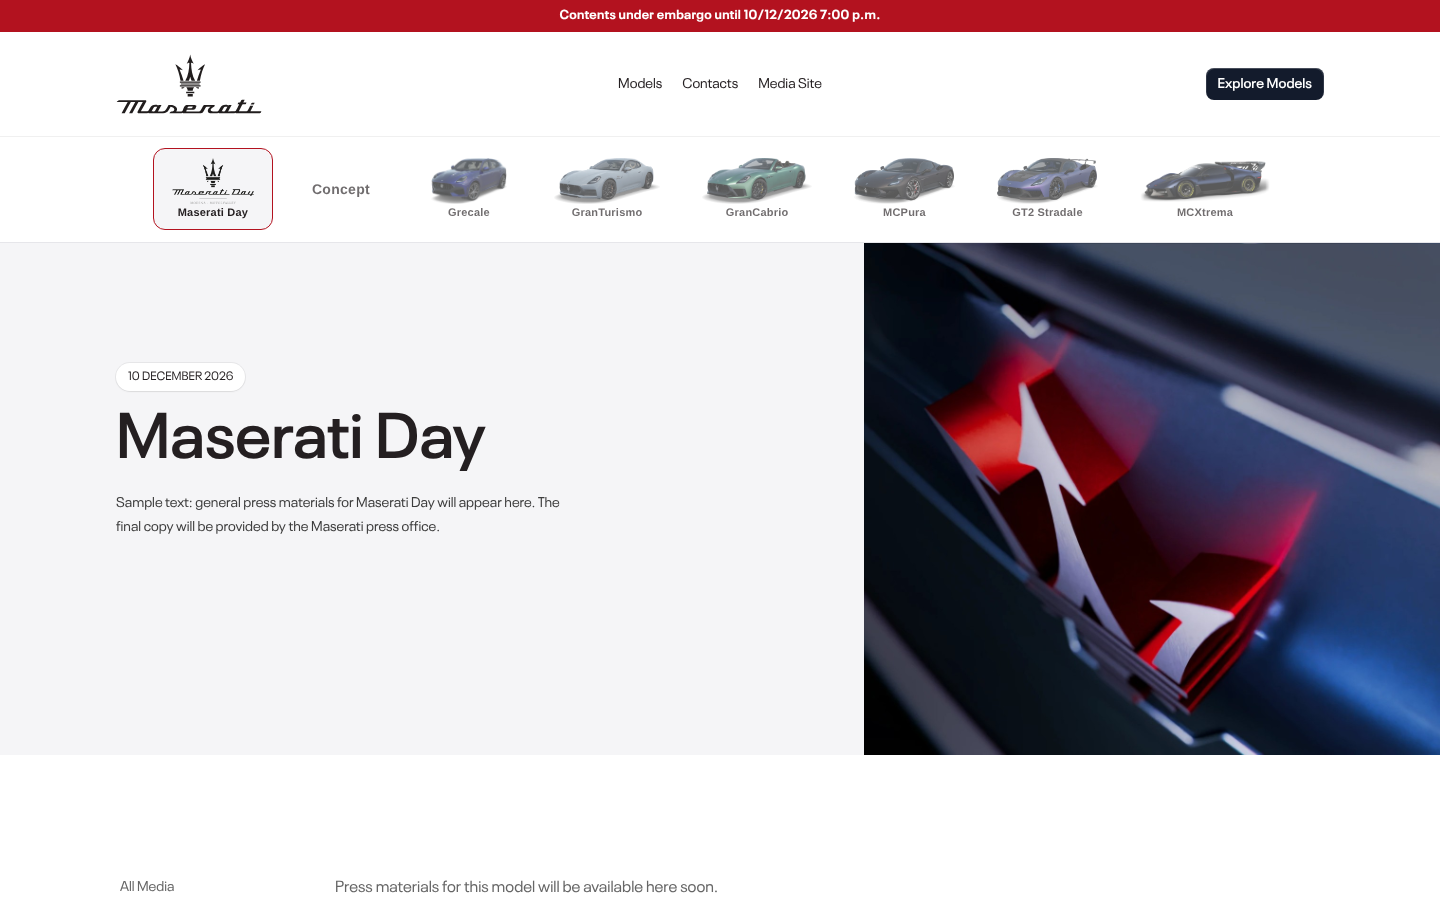 Contents under embargo until 10/12/2026 7:00 p.m.
Maserati
Models Contacts Media Site
Explore Models
Maserati Day
Maserati Day
Concept
Grecale
GranTurismo
GranCabrio
MCPura
GT2 Stradale
MCXtrema
10 DECEMBER 2026
Maserati Day
Sample text: general press materials for Maserati Day will appear here. The
final copy will be provided by the Maserati press office.
All Media
Press materials for this model will be available here soon.